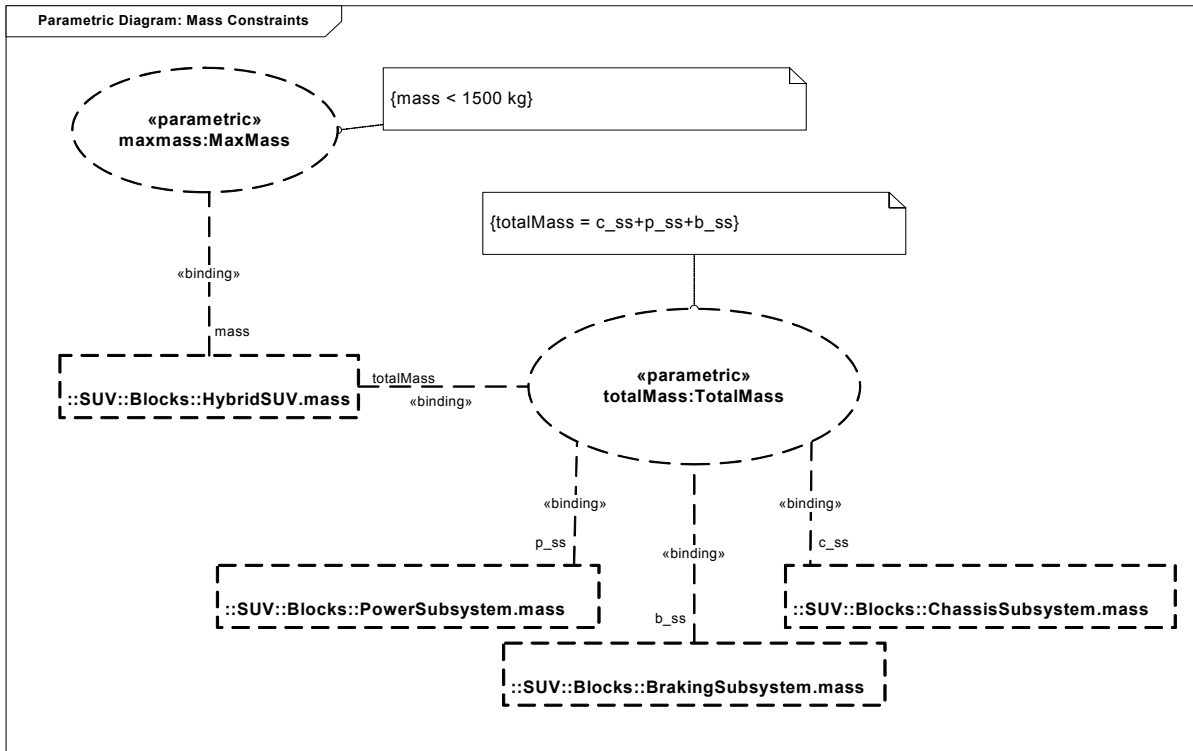 Parametric Diagram: Mass Constraints
{mass < 1500 kg}
«parametric»
maxmass:MaxMass
{totalMass = c_ss+p_ss+b_ss}
«binding»
mass
::SUV::Blocks::HybridSUV.mass
totalMass
«binding»
«parametric»
totalMass:TotalMass
«binding»
p_ss
«binding»
b_ss
«binding»
c_ss
::SUV::Blocks::PowerSubsystem.mass
::SUV::Blocks::ChassisSubsystem.mass
::SUV::Blocks::BrakingSubsystem.mass